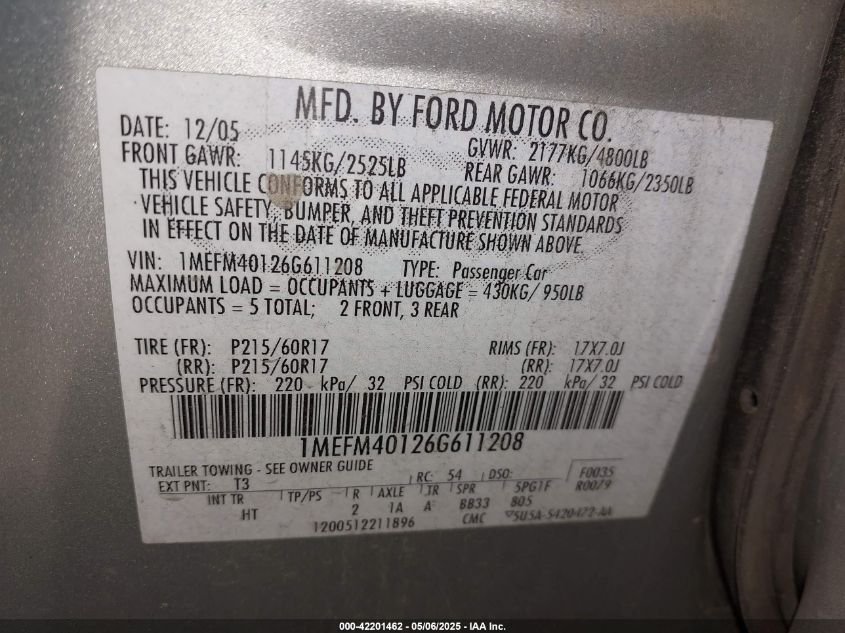 MFD. BY FORD MOTOR CO.
DATE: 12/05 GVWR: 2177KG/4800LB
FRONT GAWR: 1145KG/2525LB REAR GAWR: 1066KG/2350LB
THIS VEHICLE CONFORMS TO ALL APPLICABLE FEDERAL MOTOR
VEHICLE SAFETY, BUMPER, AND THEFT PREVENTION STANDARDS
IN EFFECT ON THE DATE OF MANUFACTURE SHOWN ABOVE.
VIN: 1MEFM40126G611208 TYPE: Passenger Car
MAXIMUM LOAD = OCCUPANTS + LUGGAGE = 430KG/ 950LB
OCCUPANTS = 5 TOTAL; 2 FRONT, 3 REAR
TIRE (FR): P215/60R17 RIMS (FR): 17X7.0J
(RR): P215/60R17 (RR): 17X7.0J
PRESSURE (FR): 220 kPa/ 32 PSI COLD (RR): 220 kPa/ 32 PSI COLD
1MEFM40126G611208
TRAILER TOWING - SEE OWNER GUIDE
EXT PNT: T3 RC: 54 DSO: F0035
INT TR TP/PS R AXLE TR SPR 5PG1F R0079
HT 2 1A A BB33 805
1200512211896 CMC 5U5A-5420472-AA
000-42201462 - 05/06/2025 - IAA Inc.